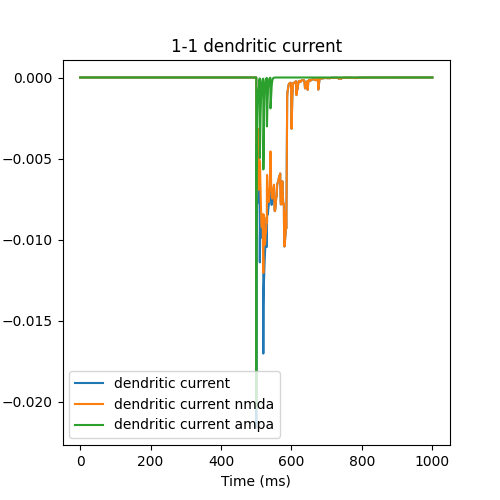 1-1 dendritic current
0.000
−0.005
−0.010
−0.015
−0.020
dendritic current
dendritic current nmda
dendritic current ampa
0 200 400 600 800 1000
Time (ms)